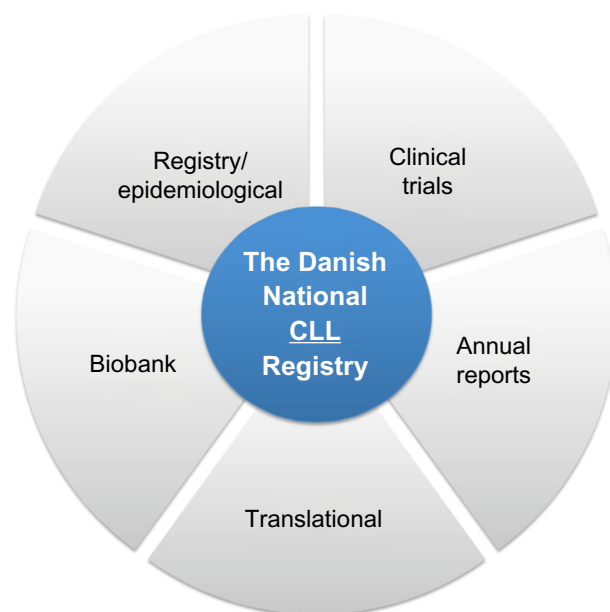 Registry/
epidemiological
Clinical
trials
The Danish
National
CLL
Registry
Biobank
Annual
reports
Translational